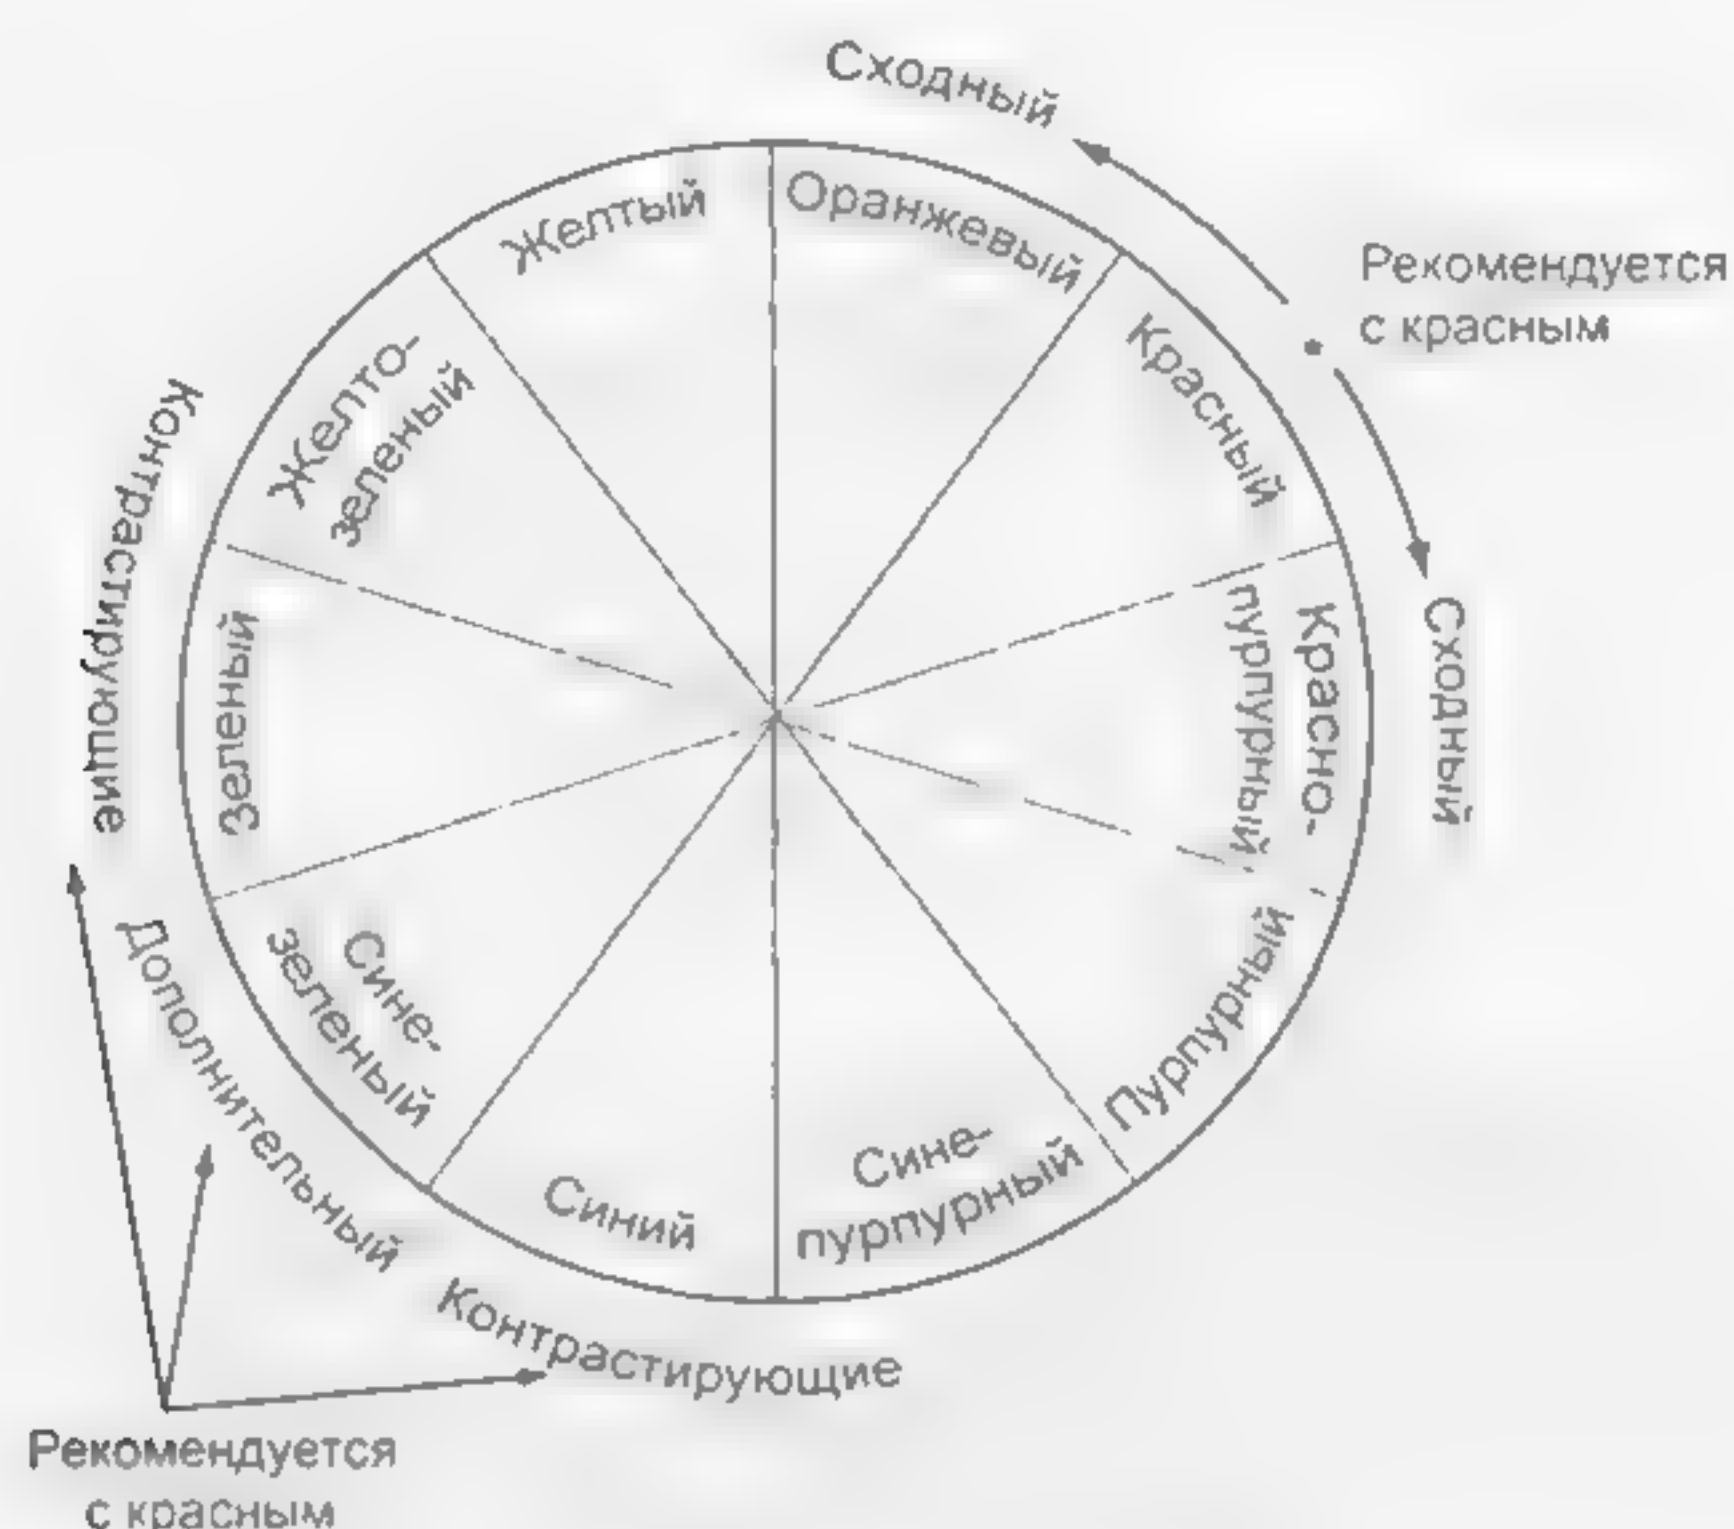 Сходный
Рекомендуется
с красным
Сходный
Оранжевый
Красный
Красно-
пурпурный
Пурпурный
Сине-
пурпурный
Синий
Сине-
зеленый
Зеленый
Желто-
зеленый
Желтый
Контрастирующие
Дополнительный
Контрастирующие
Рекомендуется
с красным